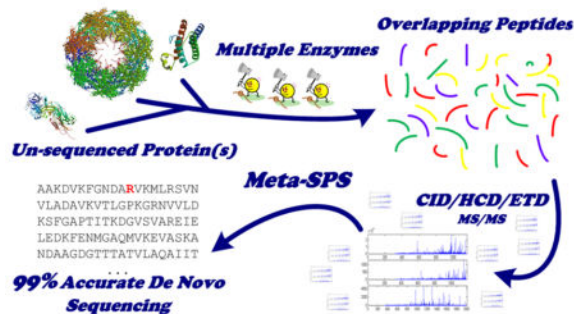 Overlapping Peptides
Multiple Enzymes
Un-sequenced Protein(s)
Meta-SPS
CID/HCD/ETD
MS/MS
AAKDVKFGNDARVKMLRSVN
VLADAVKVTLGPKGRNVVLD
KSFGAPTITKDGVSVAREIE
LEDKFENMGAQMVKEVASKA
NDAAGDGTTTATVLAQAIIT
...
99% Accurate De Novo
Sequencing